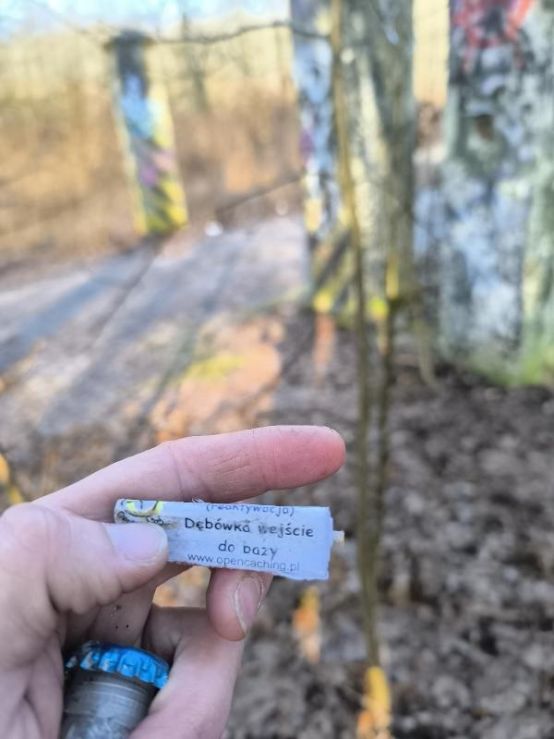 (reaktywacja)
Dębówka wejście
do bazy
www.opencaching.pl